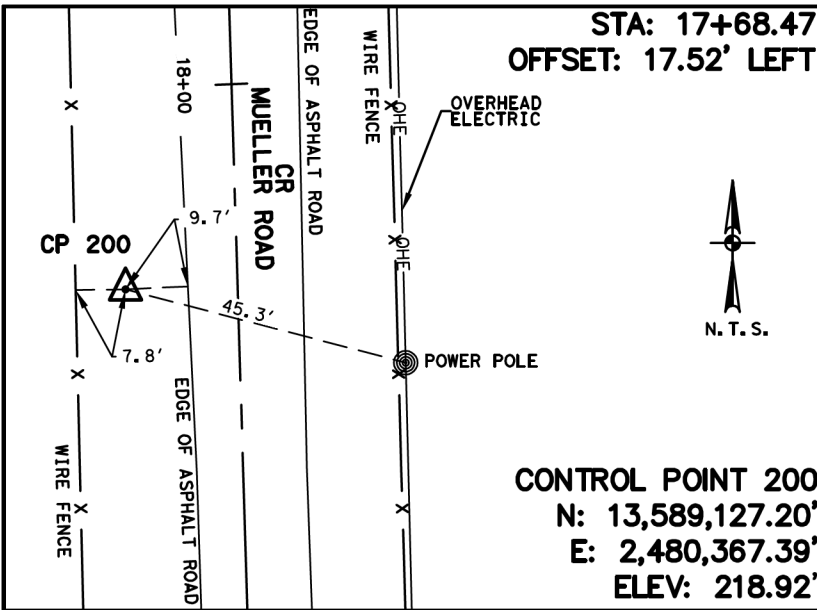 STA: 17+68.47
OFFSET: 17.52' LEFT
EDGE OF ASPHALT ROAD
WIRE FENCE
18+00
OHE
OVERHEAD
ELECTRIC
X
X
CR
MUELLER ROAD
9.7'
CP 200
X
OHE
45.3'
N.T.S.
7.8'
POWER POLE
X
X
EDGE OF ASPHALT ROAD
WIRE FENCE
X
X
CONTROL POINT 200
N: 13,589,127.20'
E: 2,480,367.39'
ELEV: 218.92'